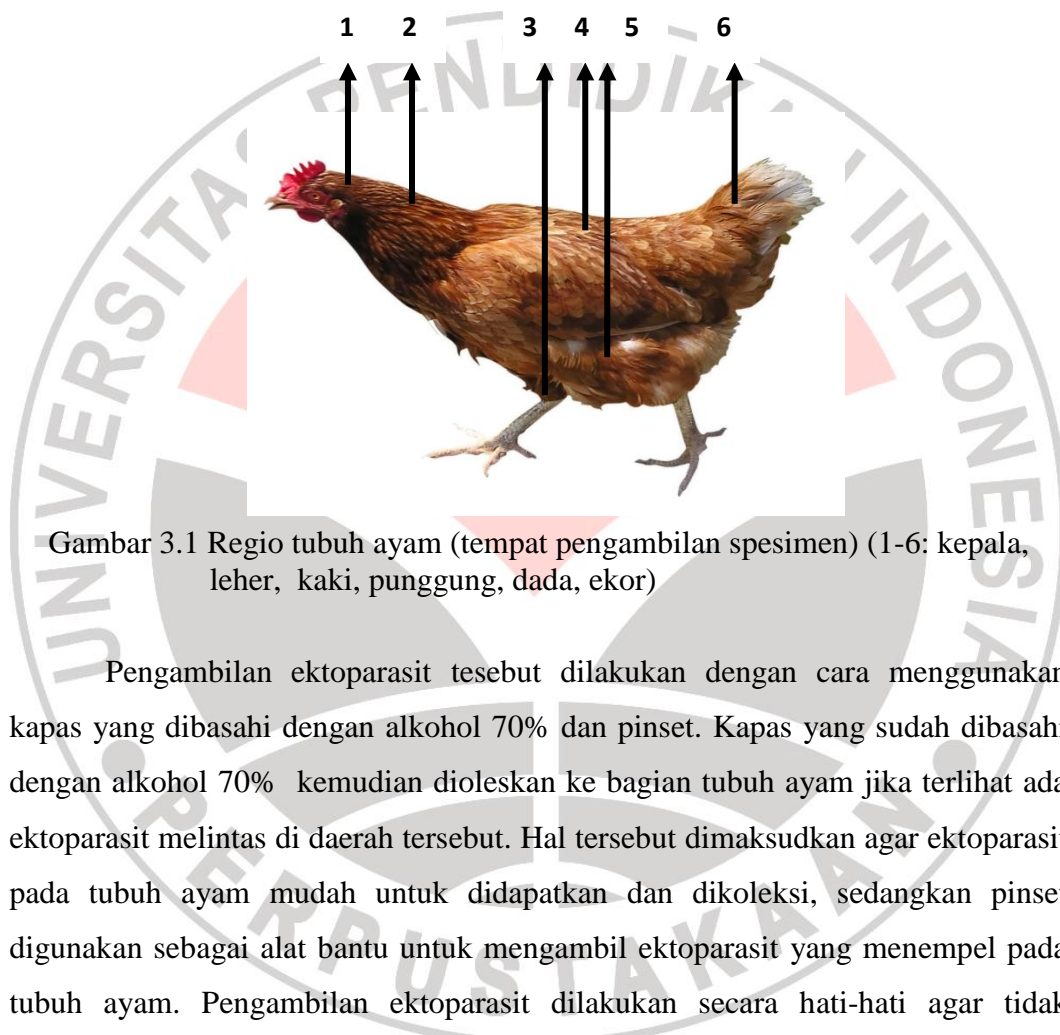 1 2 3 4 5 6
UNIVERSITAS PENDIDIKAN INDONESIA
Gambar 3.1 Regio tubuh ayam (tempat pengambilan spesimen) (1-6: kepala,
leher, kaki, punggung, dada, ekor)
Pengambilan ektoparasit tesebut dilakukan dengan cara menggunakan
kapas yang dibasahi dengan alkohol 70% dan pinset. Kapas yang sudah dibasahi
dengan alkohol 70% kemudian dioleskan ke bagian tubuh ayam jika terlihat ada
ektoparasit melintas di daerah tersebut. Hal tersebut dimaksudkan agar ektoparasit
pada tubuh ayam mudah untuk didapatkan dan dikoleksi, sedangkan pinset
digunakan sebagai alat bantu untuk mengambil ektoparasit yang menempel pada
tubuh ayam. Pengambilan ektoparasit dilakukan secara hati-hati agar tidak
PERPUSTAKAAN